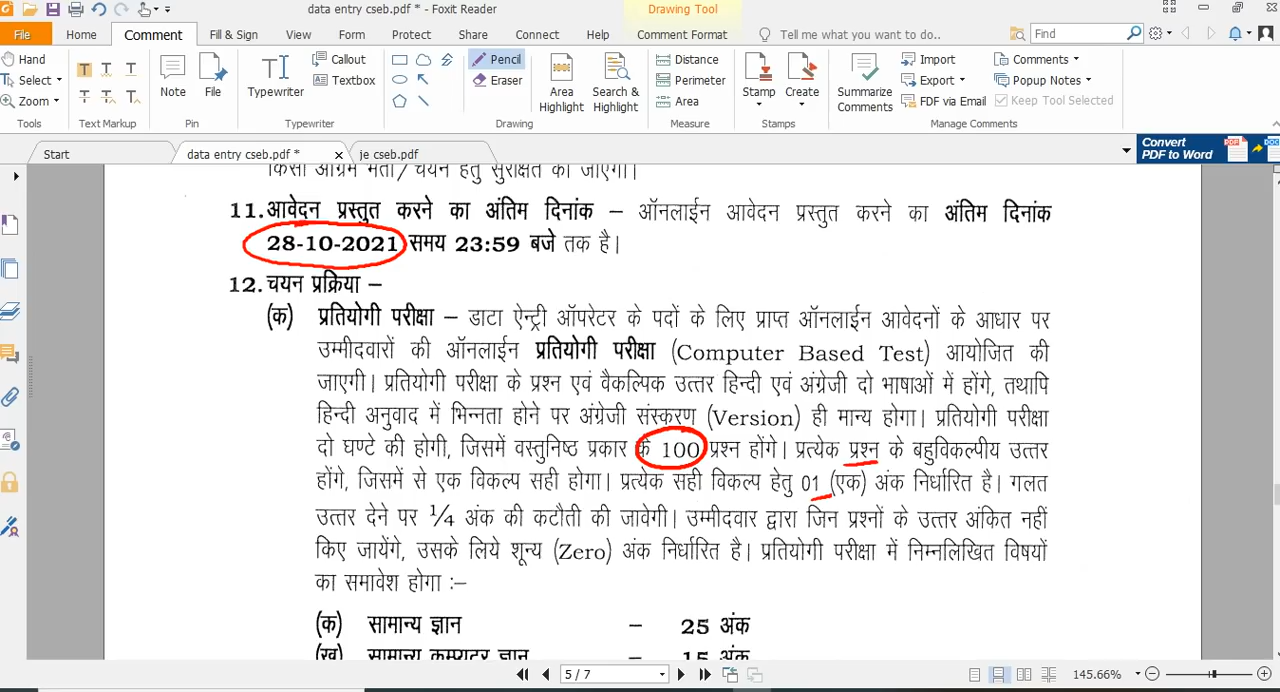 data entry cseb.pdf * - Foxit Reader
Drawing Tool
File
Home
Comment
Fill & Sign
View
Form
Protect
Share
Connect
Help
Comment Format
Tell me what you want to do..
Find
Hand
Select
Zoom
Tools
Text Markup
Note
File
Pin
Typewriter
Callout
Textbox
Typewriter
Pencil
Eraser
Area Highlight
Search & Highlight
Drawing
Distance
Perimeter
Area
Measure
Stamp
Create
Stamps
Summarize Comments
Import
Export
FDF via Email
Comments
Popup Notes
Keep Tool Selected
Manage Comments
Start
data entry cseb.pdf *
je cseb.pdf
Convert
PDF to Word
11. आवेदन प्रस्तुत करने का अंतिम दिनांक – ऑनलाईन आवेदन प्रस्तुत करने का अंतिम दिनांक
28-10-2021 समय 23:59 बजे तक है।
12. चयन प्रक्रिया –
(क) प्रतियोगी परीक्षा – डाटा ऐन्ट्री ऑपरेटर के पदों के लिए प्राप्त ऑनलाईन आवेदनों के आधार पर
उम्मीदवारों की ऑनलाईन प्रतियोगी परीक्षा (Computer Based Test) आयोजित की
जाएगी। प्रतियोगी परीक्षा के प्रश्न एवं वैकल्पिक उत्तर हिन्दी एवं अंग्रेजी दो भाषाओं में होंगे, तथापि
हिन्दी अनुवाद में भिन्नता होने पर अंग्रेजी संस्करण (Version) ही मान्य होगा। प्रतियोगी परीक्षा
दो घण्टे की होगी, जिसमें वस्तुनिष्ठ प्रकार के 100 प्रश्न होंगे। प्रत्येक प्रश्न के बहुविकल्पीय उत्तर
होंगे, जिसमें से एक विकल्प सही होगा। प्रत्येक सही विकल्प हेतु 01 (एक) अंक निर्धारित है। गलत
उत्तर देने पर ¼ अंक की कटौती की जावेगी। उम्मीदवार द्वारा जिन प्रश्नों के उत्तर अंकित नहीं
किए जायेंगे, उसके लिये शून्य (Zero) अंक निर्धारित है। प्रतियोगी परीक्षा में निम्नलिखित विषयों
का समावेश होगा :–
(क) सामान्य ज्ञान – 25 अंक
(ख) सामान्य कम्प्यूटर ज्ञान – 15 अंक
5 / 7
145.66%